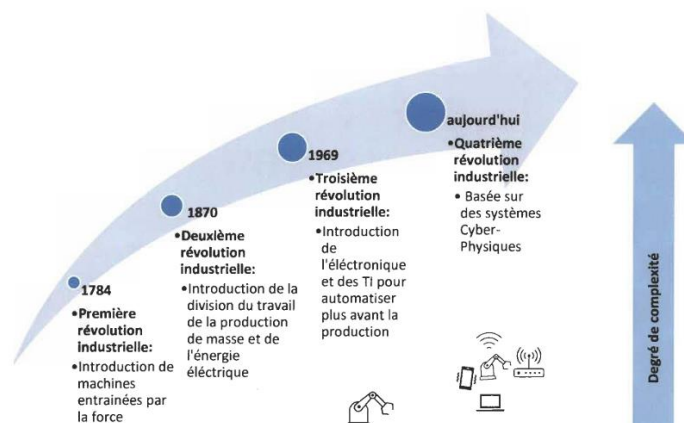 1784
•Première
révolution
industrielle:
•Introduction de
machines
entrainées par
la force
1870
•Deuxième
révolution
industrielle:
•Introduction de la
division du travail
de la production
de masse et de
l'énergie
électrique
1969
•Troisième
révolution
industrielle:
•Introduction
de
l'éléctronique
et des TI pour
automatiser
plus avant la
production
aujourd'hui
•Quatrième
révolution
industrielle:
• Basée sur
des systèmes
Cyber-
Physiques
Degré de complexité